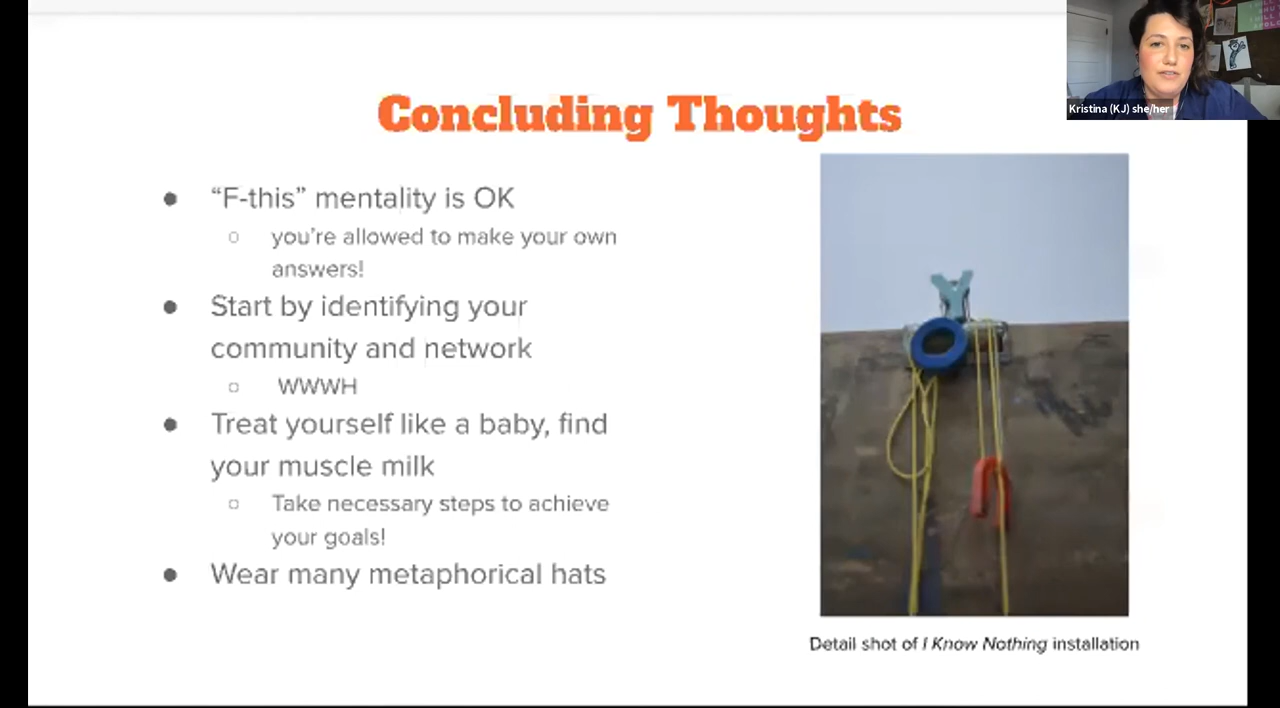 Concluding Thoughts
Kristina (KJ) she/her
● “F-this” mentality is OK
○ you’re allowed to make your own
answers!
● Start by identifying your
community and network
○ WWWH
● Treat yourself like a baby, find
your muscle milk
○ Take necessary steps to achieve
your goals!
● Wear many metaphorical hats
Detail shot of I Know Nothing installation